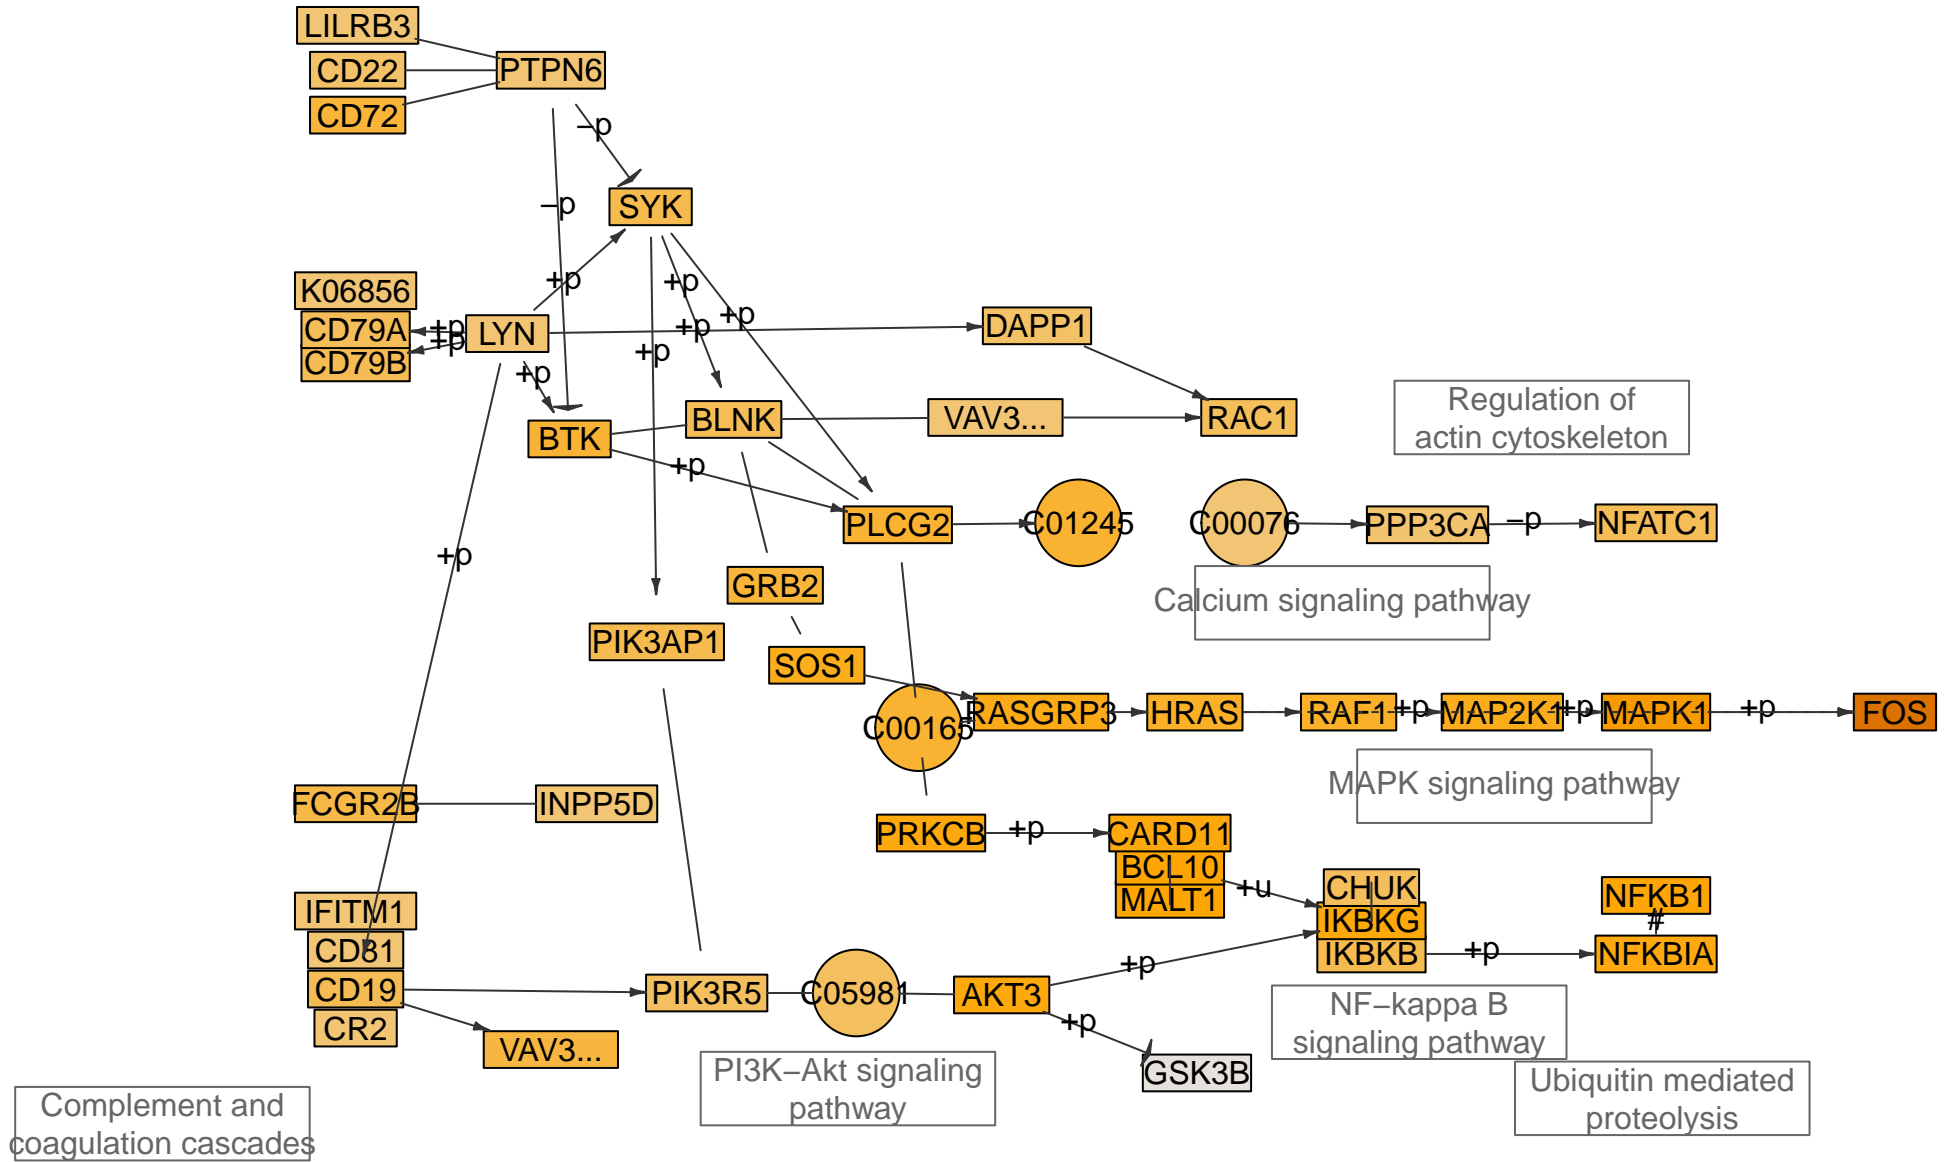 LILRB3
CD22
PTPN6
CD72
−p
SYK
−p
+p
+p
K06856
CD79A
+p
LYN
+p
+p
DAPP1
CD79B
+p
+p
+p
BTK
BLNK
VAV3...
RAC1
Regulation of
actin cytoskeleton
+p
PLCG2
C01245
C00076
PPP3CA
−p
NFATC1
+p
GRB2
Calcium signaling pathway
PIK3AP1
SOS1
C00165
RASGRP3
HRAS
RAF1
+p
MAP2K1
+p
MAPK1
+p
FOS
MAPK signaling pathway
FCGR2B
INPP5D
PRKCB
+p
CARD11
BCL10
MALT1
+u
CHUK
IKBKG
IKBKB
NFKB1
#
+p
NFKBIA
IFITM1
CD81
CD19
CR2
PIK3R5
C05981
AKT3
+p
+p
VAV3...
GSK3B
NF−kappa B
signaling pathway
PI3K−Akt signaling
pathway
Ubiquitin mediated
proteolysis
Complement and
coagulation cascades